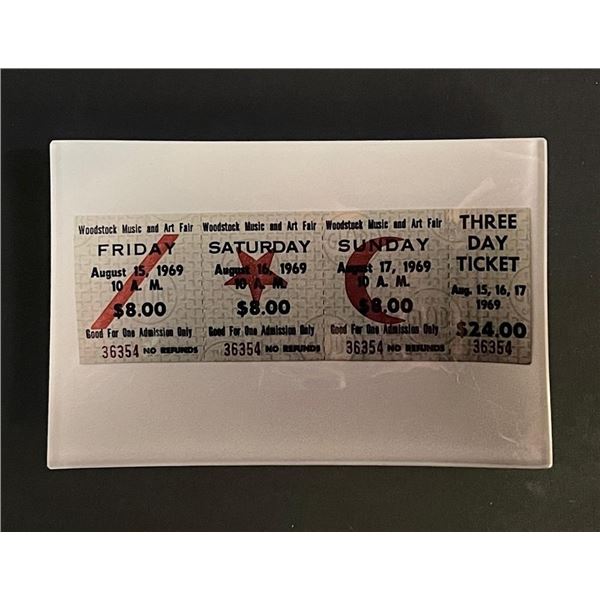 Woodstock Music and Art Fair
FRIDAY
August 15, 1969
10 A. M.
$8.00
Good For One Admission Only
36354 NO REFUNDS
Woodstock Music and Art Fair
SATURDAY
August 16, 1969
10 A. M.
$8.00
Good For One Admission Only
36354 NO REFUNDS
Woodstock Music and Art Fair
SUNDAY
August 17, 1969
10 A. M.
$8.00
Good For One Admission Only
36354 NO REFUNDS
THREE
DAY
TICKET
Aug. 15, 16, 17
1969
$24.00
36354